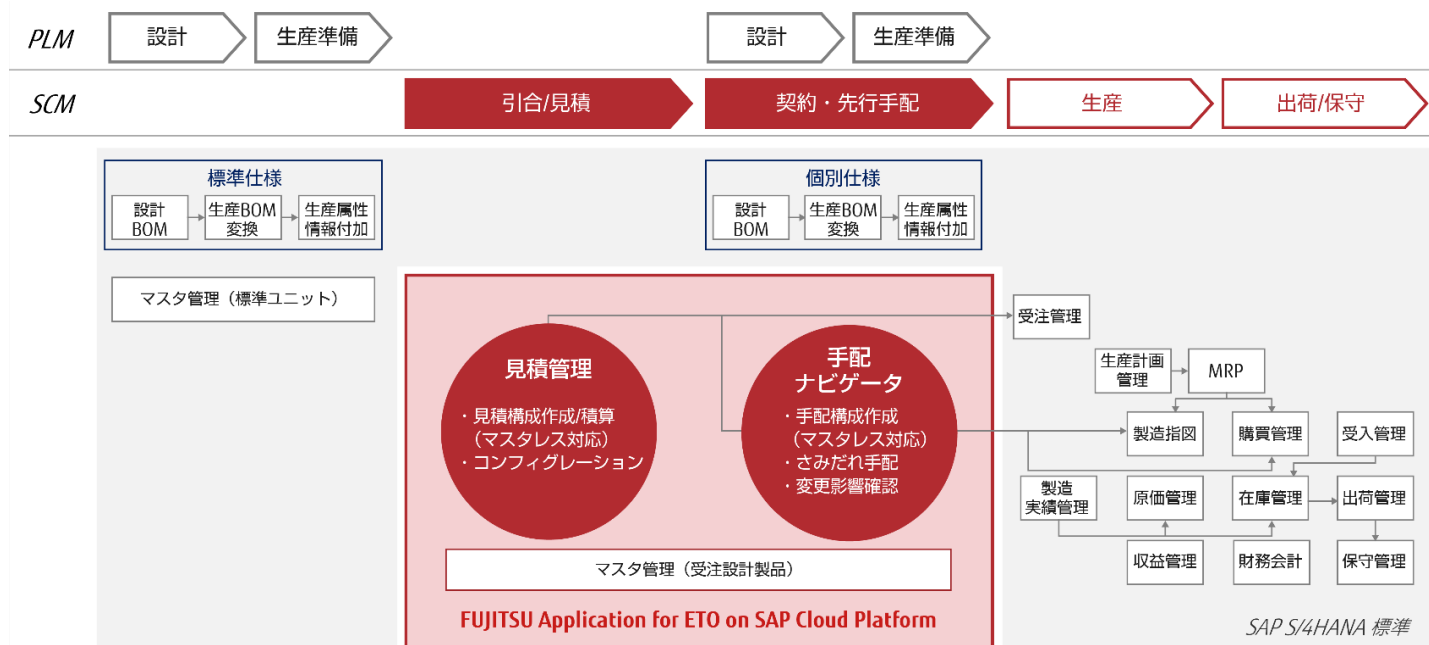 PLM
設計
生産準備
設計
生産準備
SCM
引合/見積
契約・先行手配
生産
出荷/保守
標準仕様
設計
BOM
生産BOM
変換
生産属性
情報付加
個別仕様
設計
BOM
生産BOM
変換
生産属性
情報付加
マスタ管理（標準ユニット）
見積管理
・見積構成作成/積算
（マスタレス対応）
・コンフィグレーション
手配
ナビゲータ
・手配構成作成
（マスタレス対応）
・さみだれ手配
・変更影響確認
マスタ管理（受注設計製品）
FUJITSU Application for ETO on SAP Cloud Platform
受注管理
生産計画
管理
MRP
製造指図
購買管理
受入管理
製造
実績管理
原価管理
在庫管理
出荷管理
収益管理
財務会計
保守管理
SAP S/4HANA 標準